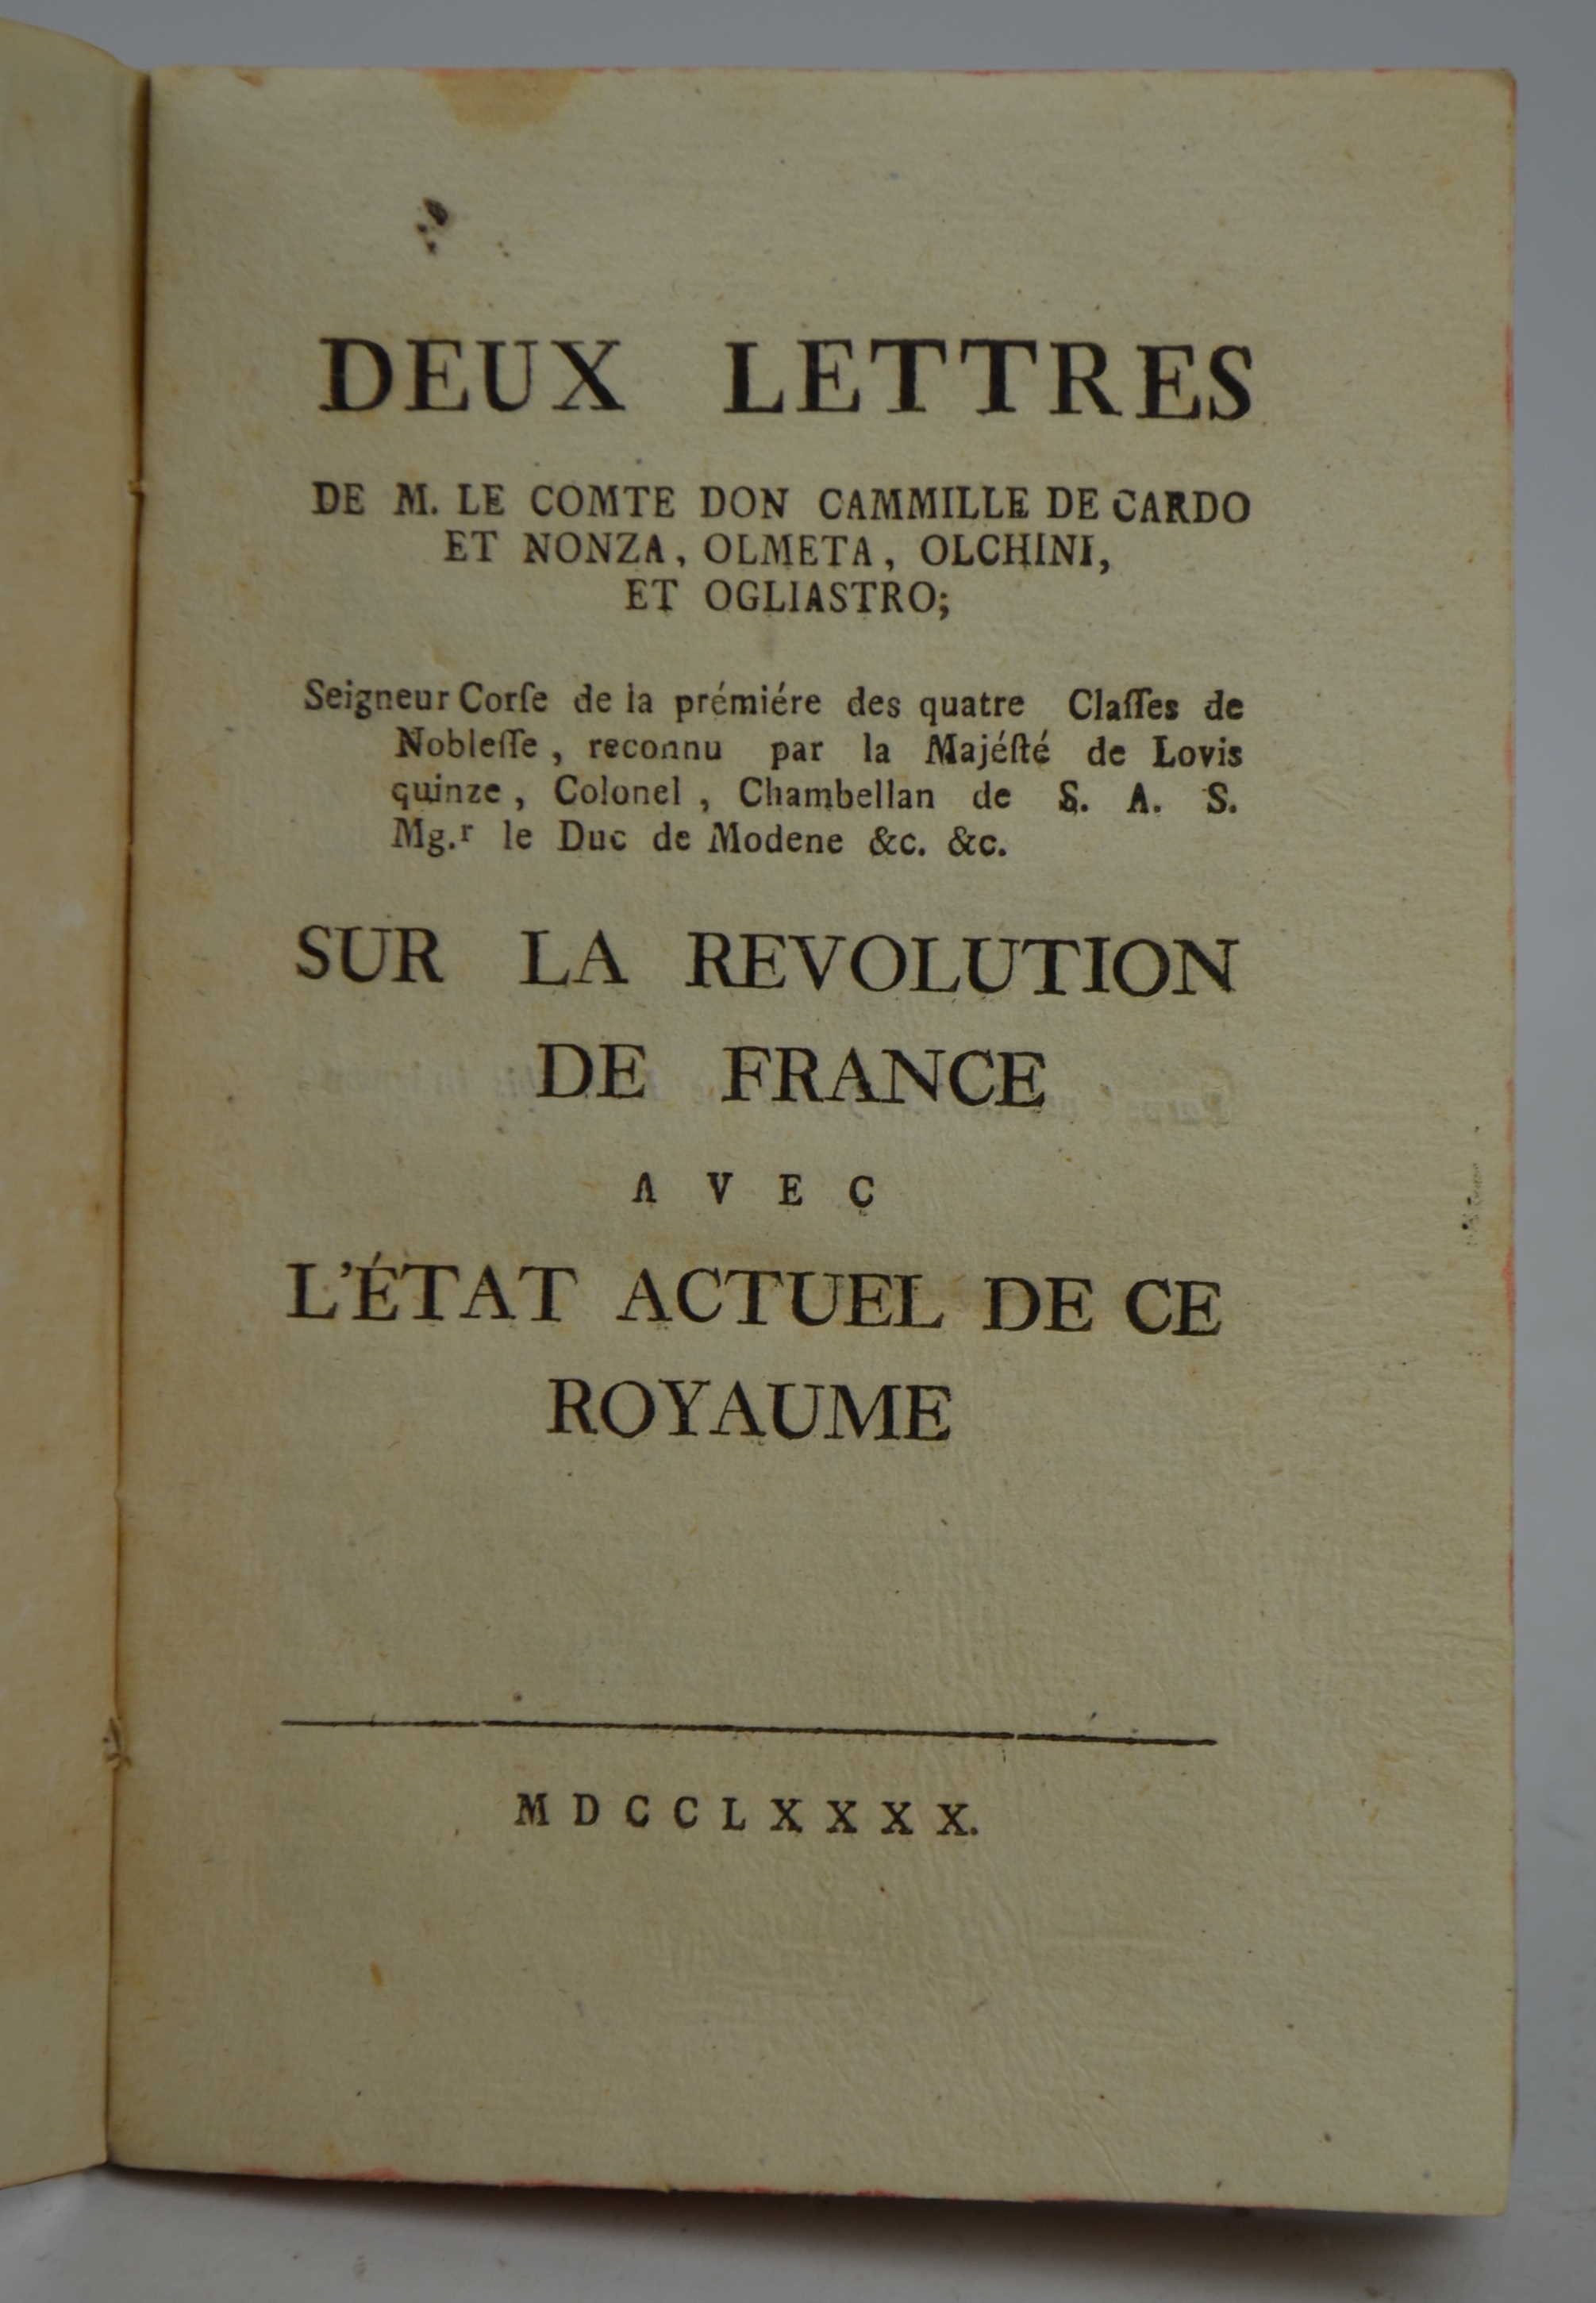 DEUX LETTRES
DE M. LE COMTE DON CAMMILLE DE CARDO
ET NONZA, OLMETA, OLCHINI,
ET OGLIASTRO;
Seigneur Corſe de la prémiére des quatre Claſſes de
Nobleſſe, reconnu par la Majéſté de Lovis
quinze, Colonel, Chambellan de S. A. S.
Mg.r le Duc de Modene &c. &c.
SUR LA REVOLUTION
DE FRANCE
AVEC
L'ÉTAT ACTUEL DE CE
ROYAUME
MDCCLXXXX.